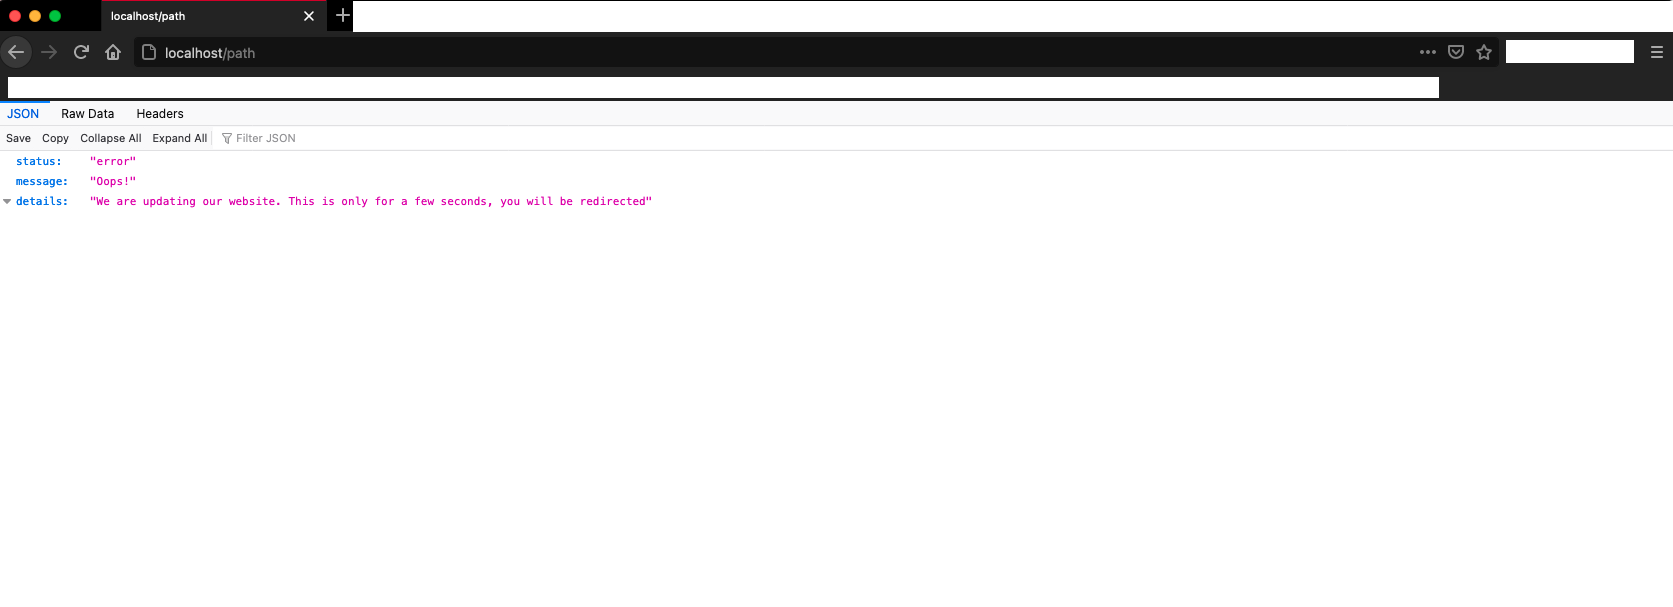 localhost/path
localhost/path
JSON Raw Data Headers
Save Copy Collapse All Expand All Filter JSON
status: "error"
message: "Oops!"
details: "We are updating our website. This is only for a few seconds, you will be redirected"